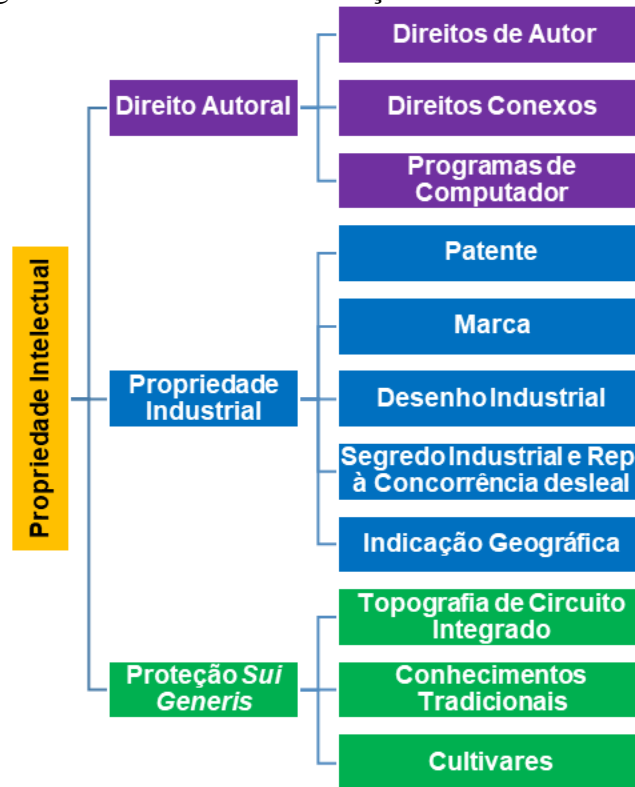 Direitos de Autor
Direito Autoral
Direitos Conexos
Programas de
Computador
Propriedade Intelectual
Patente
Marca
Propriedade
Industrial
Desenho Industrial
Segredo Industrial e Rep
à Concorrência desleal
Indicação Geográfica
Topografia de Circuito
Integrado
Proteção Sui
Generis
Conhecimentos
Tradicionais
Cultivares